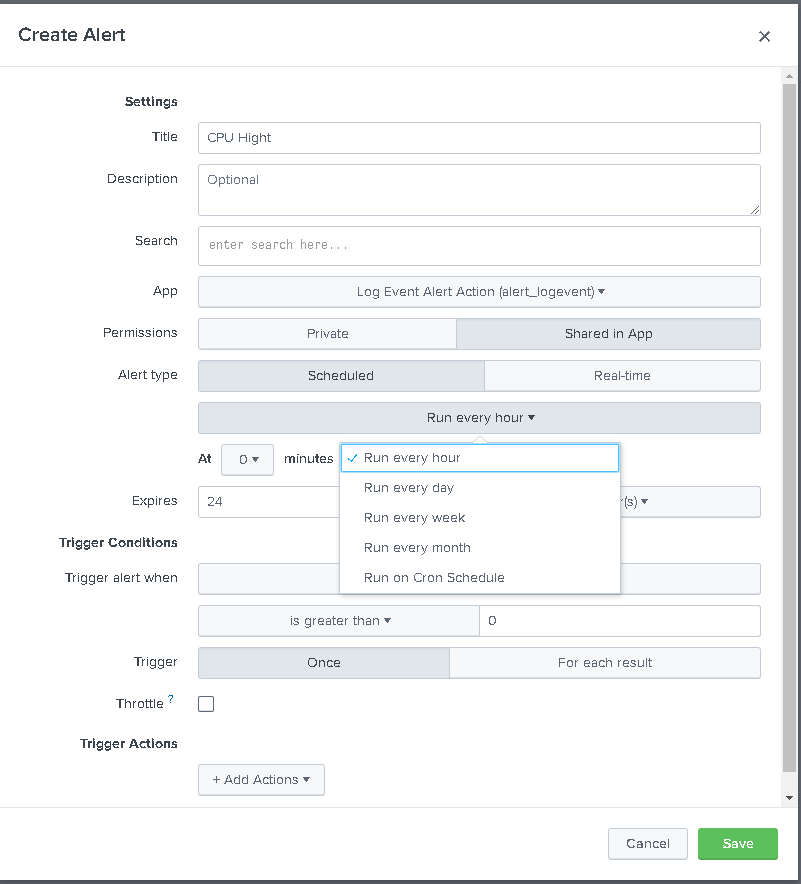 Create Alert
Settings
Title CPU Hight
Description Optional
Search enter search here...
App Log Event Alert Action (alert_logevent)
Permissions Private Shared in App
Alert type Scheduled Real-time
Run every hour
At 0 minutes
Run every hour
Run every day
Run every week
Run every month
Run on Cron Schedule
Expires 24 r(s)
Trigger Conditions
Trigger alert when
is greater than 0
Trigger Once For each result
Throttle ?
Trigger Actions
+ Add Actions
Cancel Save